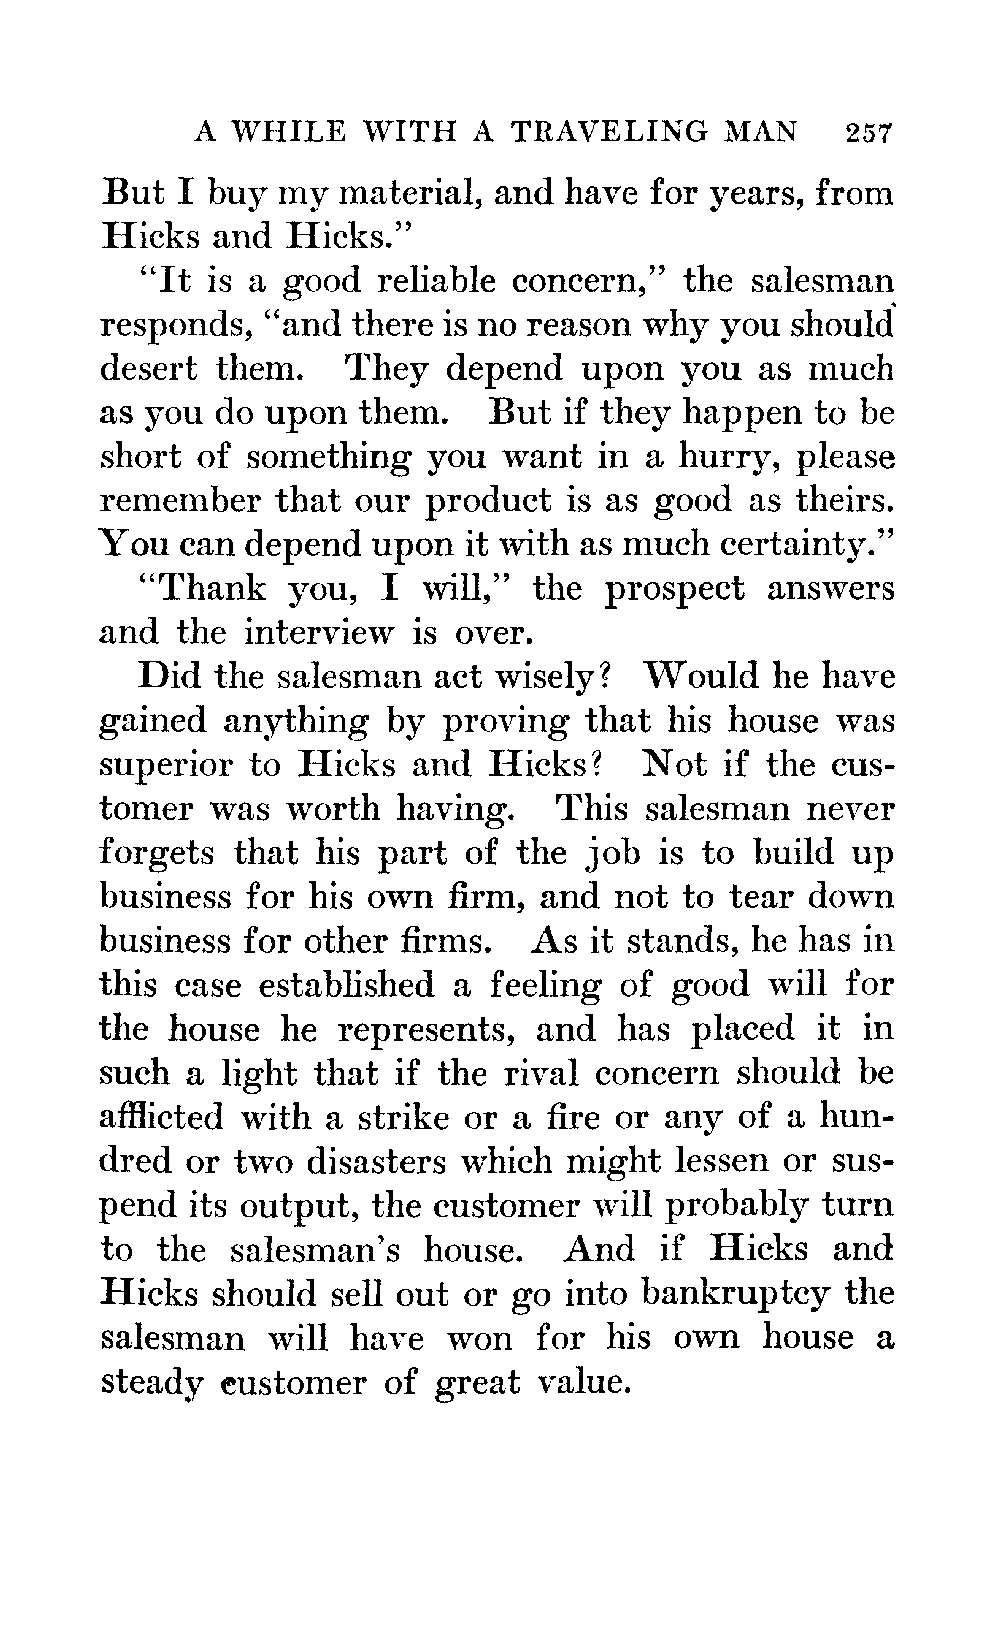 A WHILE WITH A TRAVELING MAN 257
But I buy my material, and have for years, from
Hicks and Hicks."
"It is a good reliable concern," the salesman
responds, "and there is no reason why you should
desert them. They depend upon you as much
as you do upon them. But if they happen to be
short of something you want in a hurry, please
remember that our product is as good as theirs.
You can depend upon it with as much certainty."
"Thank you, I will," the prospect answers
and the interview is over.
Did the salesman act wisely? Would he have
gained anything by proving that his house was
superior to Hicks and Hicks? Not if the cus-
tomer was worth having. This salesman never
forgets that his part of the job is to build up
business for his own firm, and not to tear down
business for other firms. As it stands, he has in
this case established a feeling of good will for
the house he represents, and has placed it in
such a light that if the rival concern should be
afflicted with a strike or a fire or any of a hun-
dred or two disasters which might lessen or sus-
pend its output, the customer will probably turn
to the salesman's house. And if Hicks and
Hicks should sell out or go into bankruptcy the
salesman will have won for his own house a
steady customer of great value.